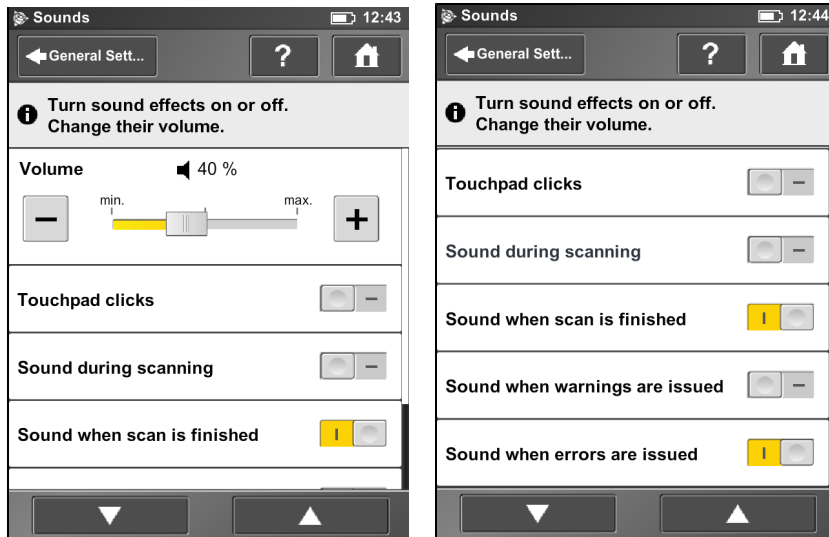 Sounds 12:43
General Sett... ?
Turn sound effects on or off.
Change their volume.
Volume 40 %
min. max.
− +
Touchpad clicks –
Sound during scanning –
Sound when scan is finished I
Sounds 12:44
General Sett... ?
Turn sound effects on or off.
Change their volume.
Touchpad clicks –
Sound during scanning –
Sound when scan is finished I
Sound when warnings are issued –
Sound when errors are issued I